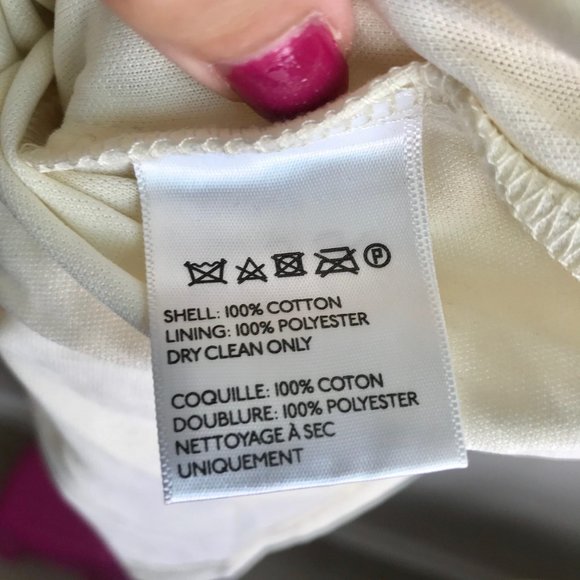 P
SHELL: 100% COTTON
LINING: 100% POLYESTER
DRY CLEAN ONLY
COQUILLE: 100% COTON
DOUBLURE: 100% POLYESTER
NETTOYAGE À SEC
UNIQUEMENT